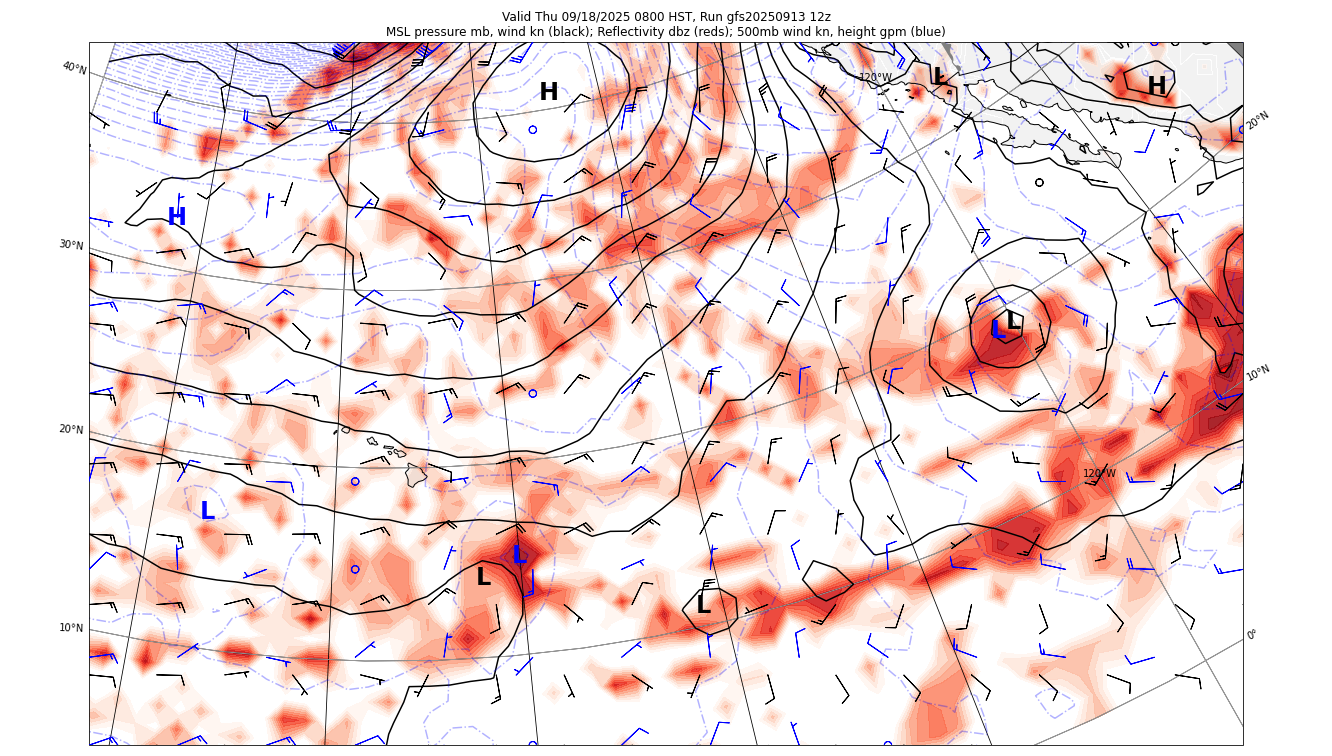 Valid Thu 09/18/2025 0800 HST, Run gfs20250913 12z
MSL pressure mb, wind kn (black); Reflectivity dbz (reds); 500mb wind kn, height gpm (blue)
40°N
120°W
L
H
H
20°N
H
30°N
L
L
10°N
20°N
120°W
L
L
L
L
10°N
0°